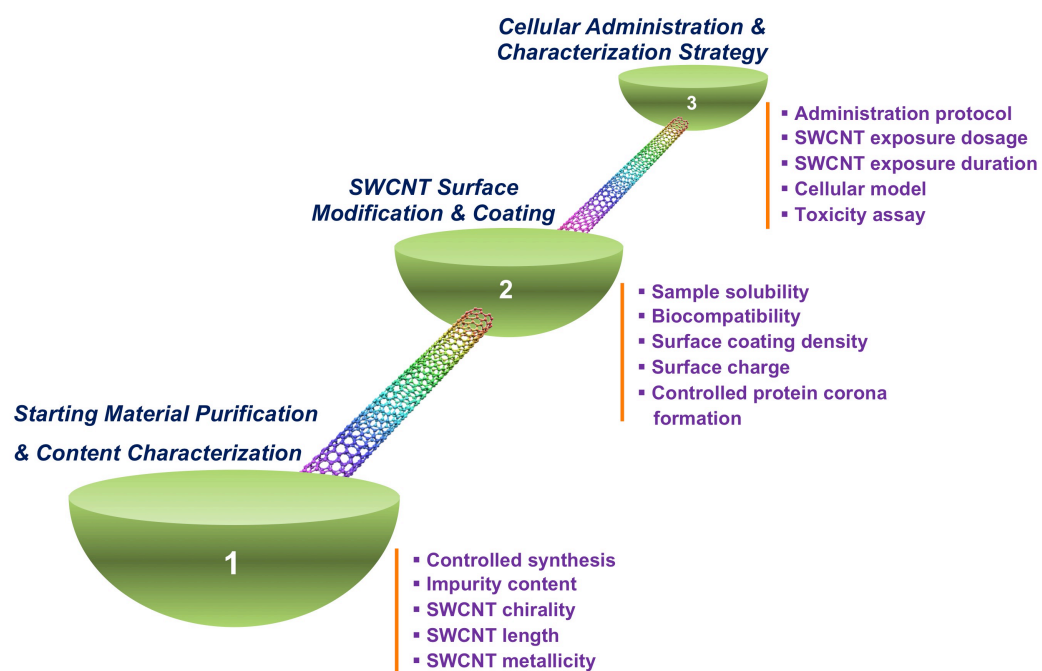 Cellular Administration &
Characterization Strategy
3
▪ Administration protocol
▪ SWCNT exposure dosage
▪ SWCNT exposure duration
▪ Cellular model
▪ Toxicity assay
SWCNT Surface
Modification & Coating
2
▪ Sample solubility
▪ Biocompatibility
▪ Surface coating density
▪ Surface charge
▪ Controlled protein corona
formation
Starting Material Purification
& Content Characterization
1
▪ Controlled synthesis
▪ Impurity content
▪ SWCNT chirality
▪ SWCNT length
▪ SWCNT metallicity